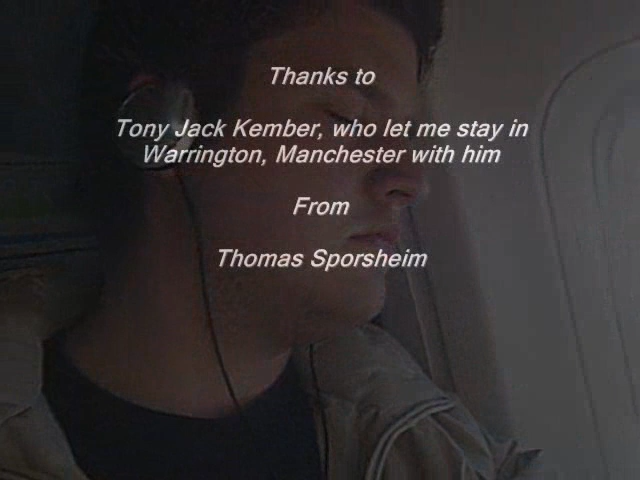 Thanks to
Tony Jack Kember, who let me stay in
Warrington, Manchester with him
From
Thomas Sporsheim